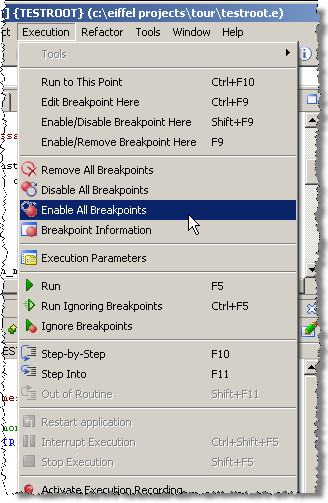 ] {TESTROOT} (c:\eiffel projects\tour\testroot.e)
ct Execution Refactor Tools Window Help
Tools
Run to This Point Ctrl+F10
Edit Breakpoint Here Ctrl+F9
Enable/Disable Breakpoint Here Shift+F9
Enable/Remove Breakpoint Here F9
Remove All Breakpoints
Disable All Breakpoints
Enable All Breakpoints
Breakpoint Information
Execution Parameters
Run F5
Run Ignoring Breakpoints Ctrl+F5
Ignore Breakpoints
Step-by-Step F10
Step Into F11
Out of Routine Shift+F11
Restart application
Interrupt Execution Ctrl+Shift+F5
Stop Execution Shift+F5
Activate Execution Recording